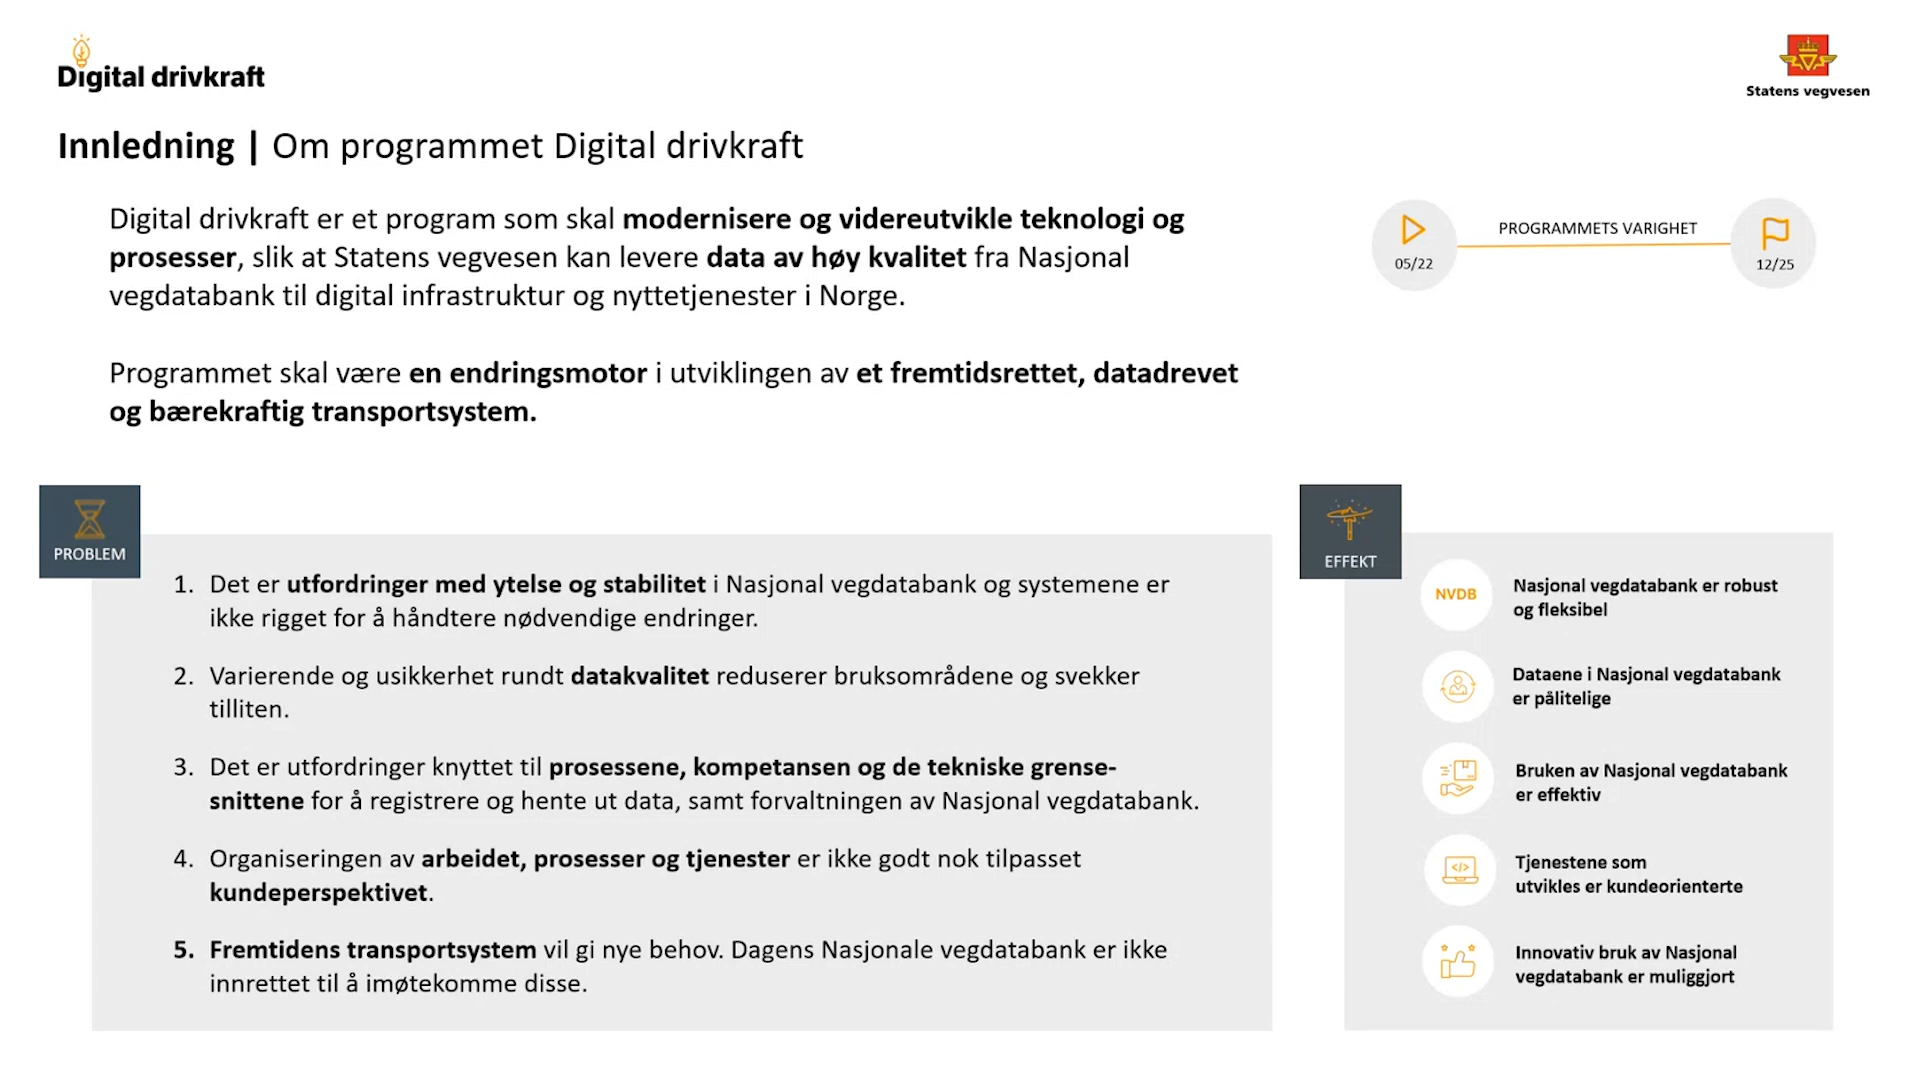 Digital drivkraft
Statens vegvesen
Innledning | Om programmet Digital drivkraft
Digital drivkraft er et program som skal modernisere og videreutvikle teknologi og
prosesser, slik at Statens vegvesen kan levere data av høy kvalitet fra Nasjonal
vegdatabank til digital infrastruktur og nyttetjenester i Norge.
Programmet skal være en endringsmotor i utviklingen av et fremtidsrettet, datadrevet
og bærekraftig transportsystem.
PROGRAMMETS VARIGHET
05/22
12/25
PROBLEM
1. Det er utfordringer med ytelse og stabilitet i Nasjonal vegdatabank og systemene er
ikke rigget for å håndtere nødvendige endringer.
2. Varierende og usikkerhet rundt datakvalitet reduserer bruksområdene og svekker
tilliten.
3. Det er utfordringer knyttet til prosessene, kompetansen og de tekniske grense-
snittene for å registrere og hente ut data, samt forvaltningen av Nasjonal vegdatabank.
4. Organiseringen av arbeidet, prosesser og tjenester er ikke godt nok tilpasset
kundeperspektivet.
5. Fremtidens transportsystem vil gi nye behov. Dagens Nasjonale vegdatabank er ikke
innrettet til å imøtekomme disse.
EFFEKT
NVDB
Nasjonal vegdatabank er robust
og fleksibel
Dataene i Nasjonal vegdatabank
er pålitelige
Bruken av Nasjonal vegdatabank
er effektiv
</>
Tjenestene som
utvikles er kundeorienterte
Innovativ bruk av Nasjonal
vegdatabank er muliggjort